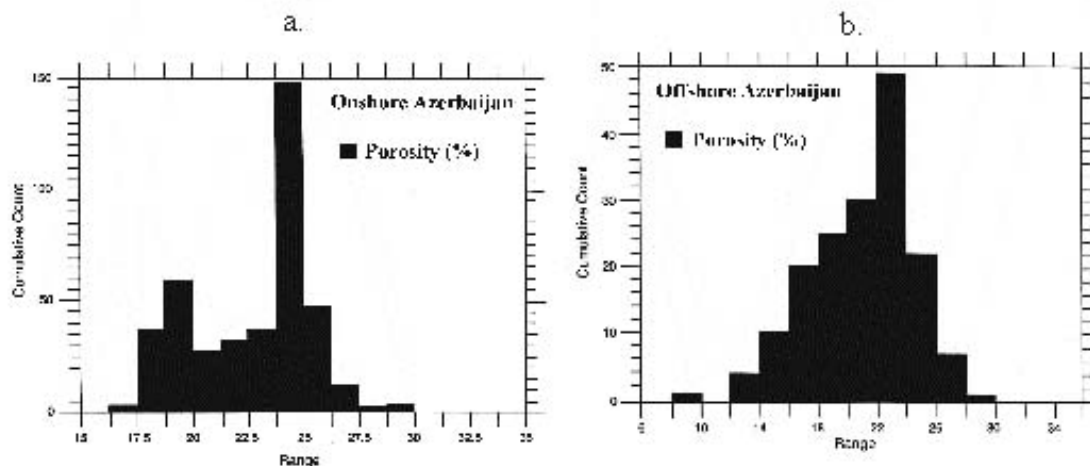 a.
b.
Onshore Azerbaijan
Porosity (%)
Cumulative Count
150
100
50
0
15
17.5
20
22.5
25
27.5
30
32.5
35
Range
Offshore Azerbaijan
Porosity (%)
Cumulative Count
50
40
30
20
10
0
6
10
14
18
22
26
30
34
Range